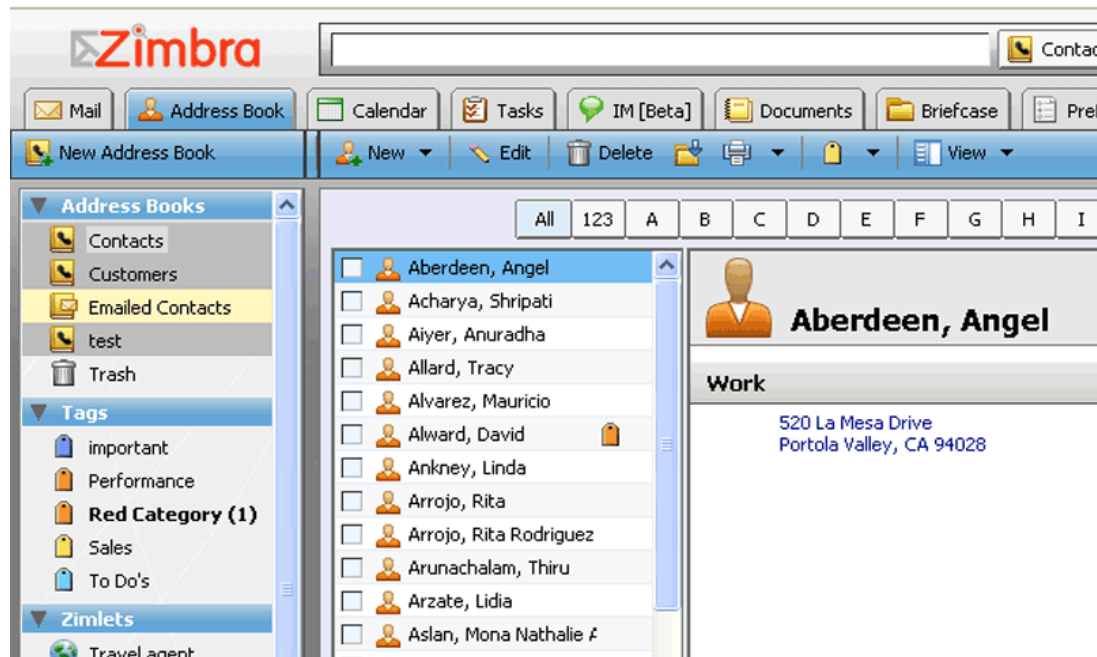 Zimbra
Contac
Mail Address Book Calendar Tasks IM [Beta] Documents Briefcase Pref
New Address Book New Edit Delete View
Address Books
Contacts
Customers
Emailed Contacts
test
Trash
Tags
important
Performance
Red Category (1)
Sales
To Do's
Zimlets
Travel agent
All 123 A B C D E F G H I
Aberdeen, Angel
Acharya, Shripati
Aiyer, Anuradha
Allard, Tracy
Alvarez, Mauricio
Alward, David
Ankney, Linda
Arrojo, Rita
Arrojo, Rita Rodriguez
Arunachalam, Thiru
Arzate, Lidia
Aslan, Mona Nathalie A
Aberdeen, Angel
Work
520 La Mesa Drive
Portola Valley, CA 94028